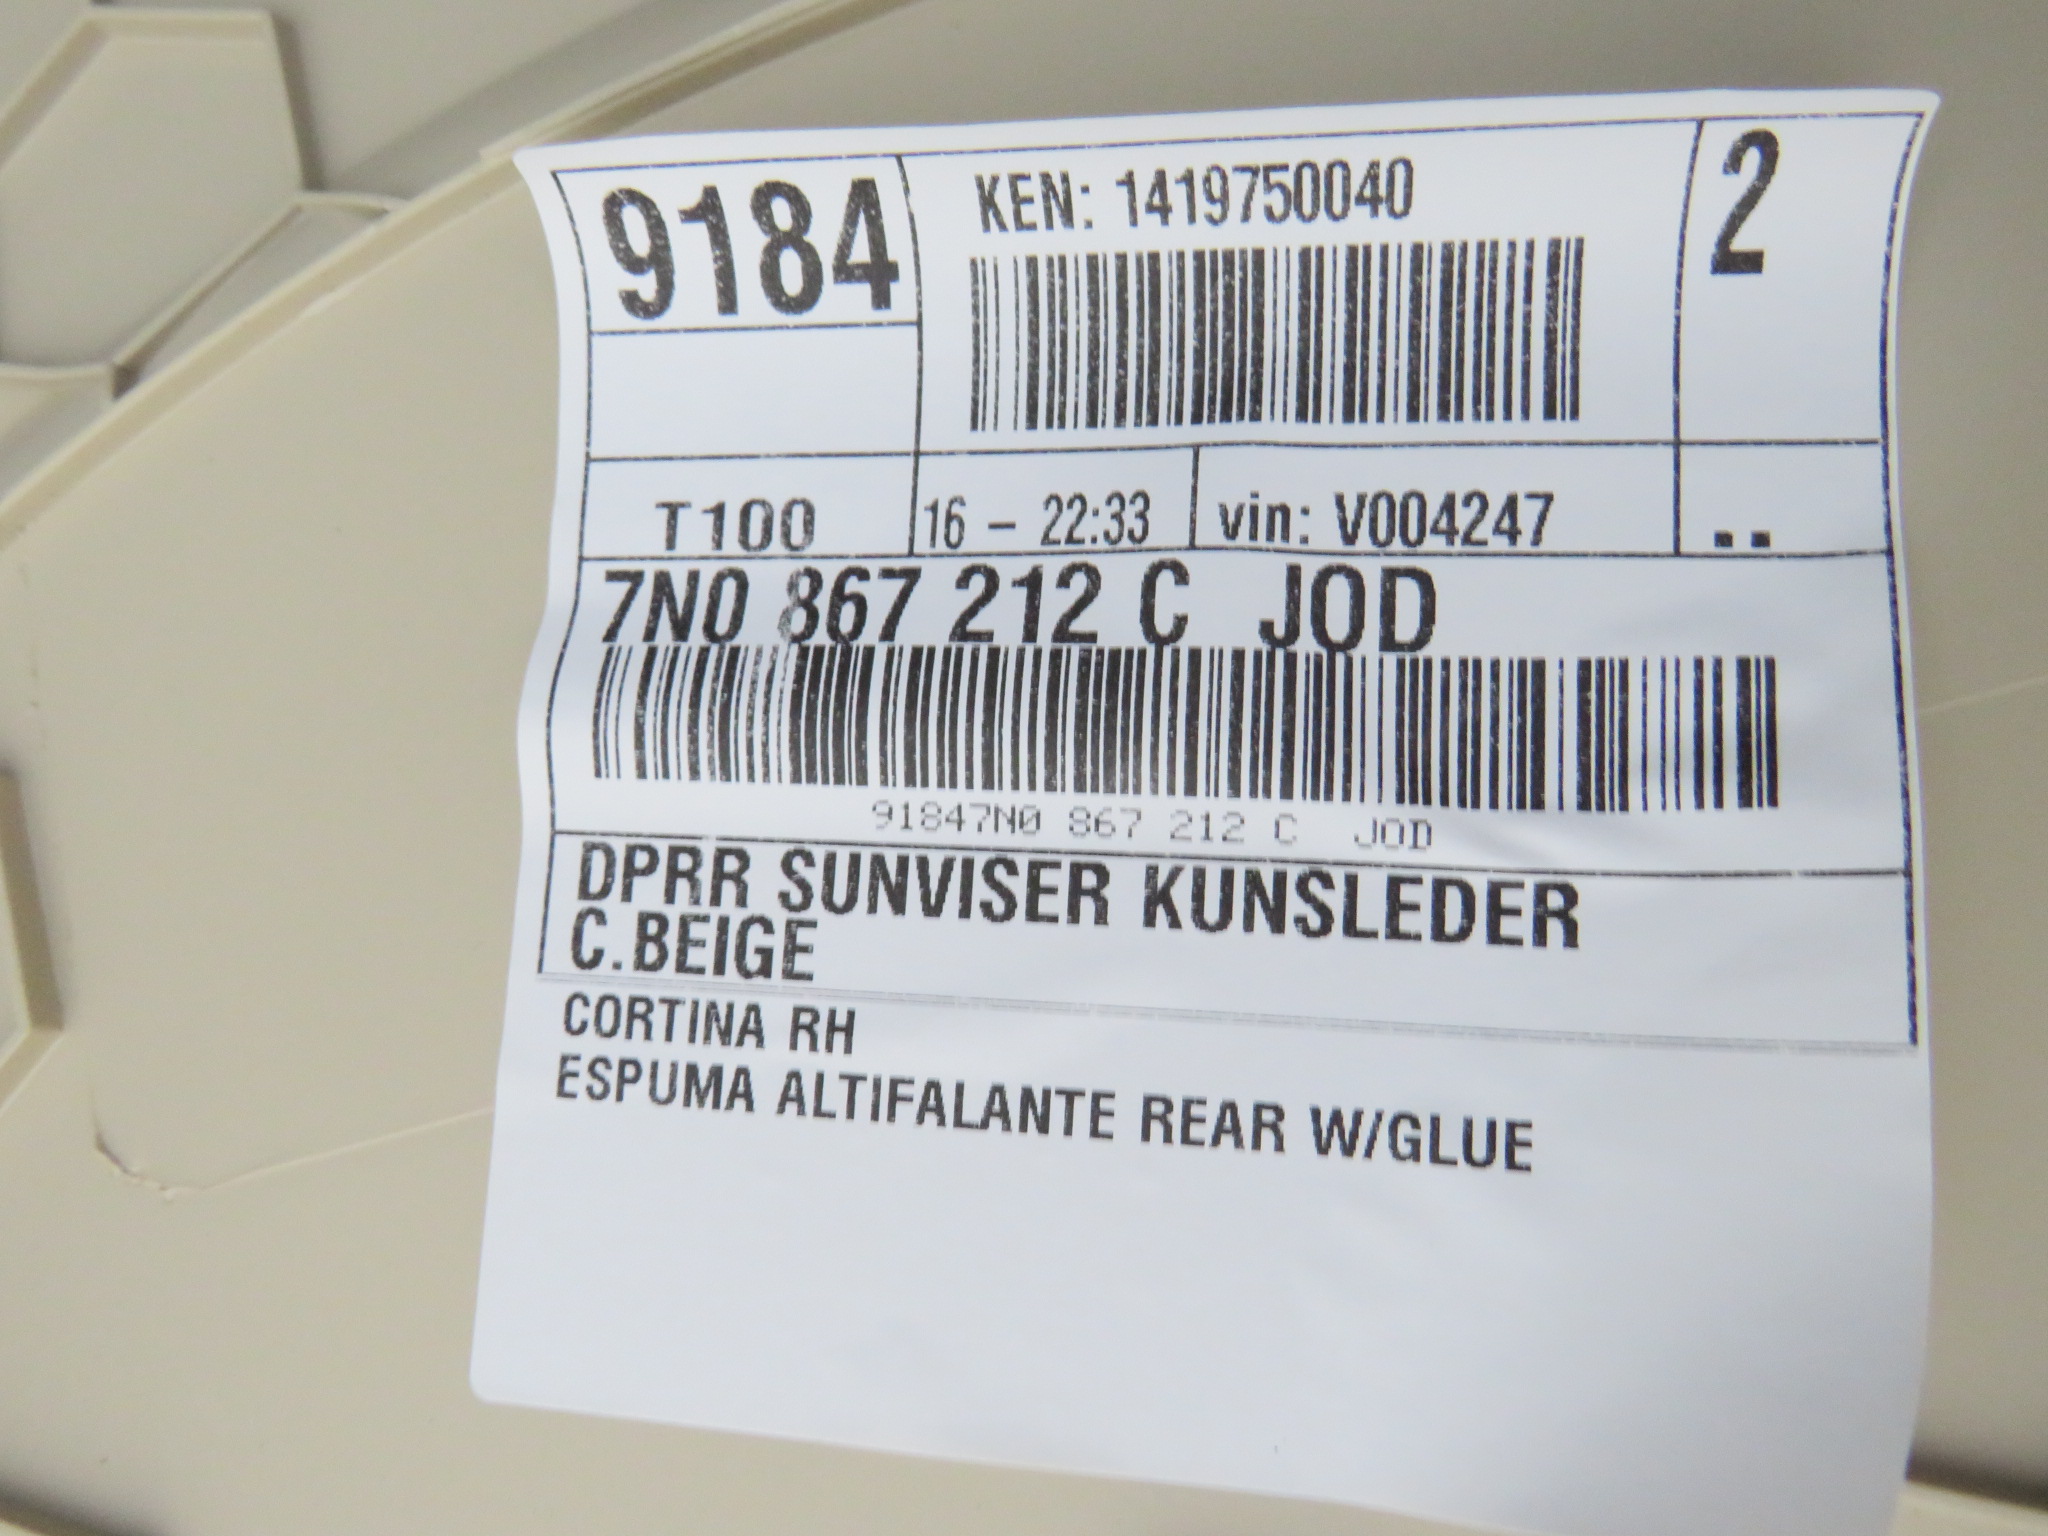 9184
KEN: 1419750040
2
T100
16 - 22:33
vin: V004247
..
7N0 867 212 C JOD
91847N0 867 212 C JOD
DPRR SUNVISER KUNSLEDER
C.BEIGE
CORTINA RH
ESPUMA ALTIFALANTE REAR W/GLUE